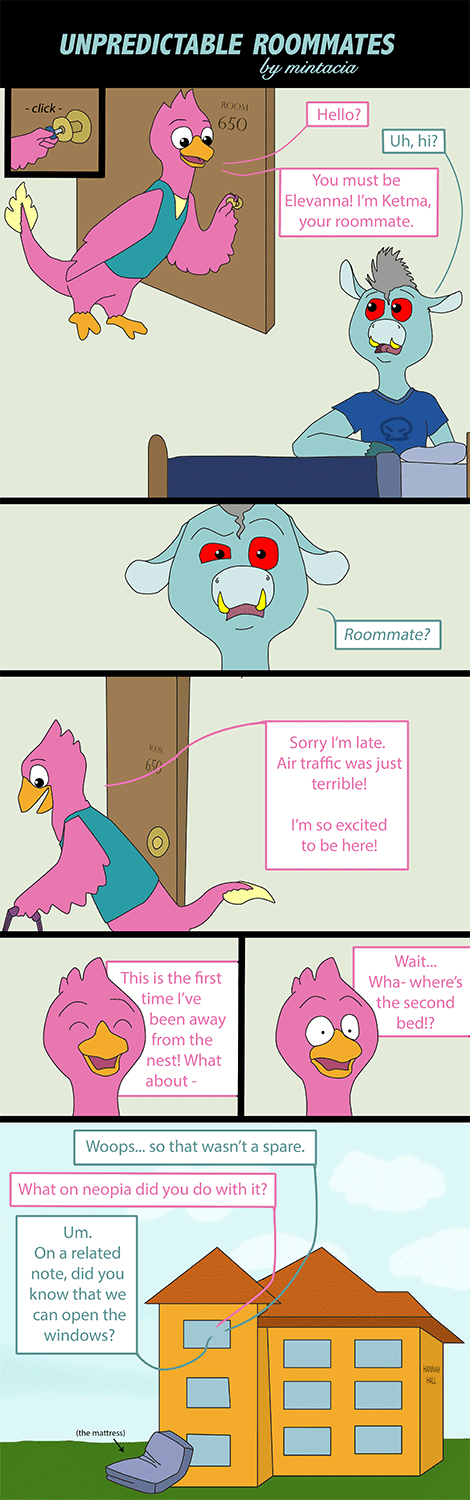 UNPREDICTABLE ROOMMATES
by mintacia
- click -
ROOM
650
Hello?
Uh, hi?
You must be
Elevanna! I'm Ketma,
your roommate.
Roommate?
ROOM
650
Sorry I'm late.
Air traffic was just
terrible!
I'm so excited
to be here!
This is the first
time I've
been away
from the
nest! What
about -
Wait...
Wha- where's
the second
bed!?
Woops... so that wasn't a spare.
What on neopia did you do with it?
Um.
On a related
note, did you
know that we
can open the
windows?
HANNAH
HALL
(the mattress)